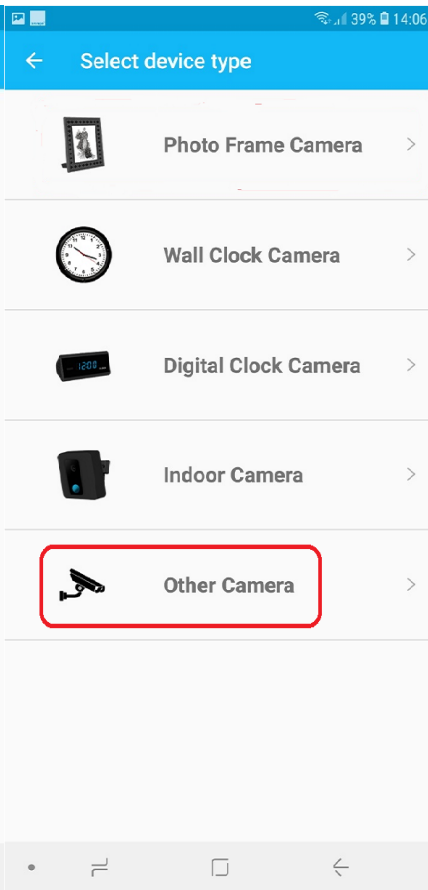 39% 14:06
Select device type
Photo Frame Camera
Wall Clock Camera
Digital Clock Camera
12:00
Indoor Camera
Other Camera